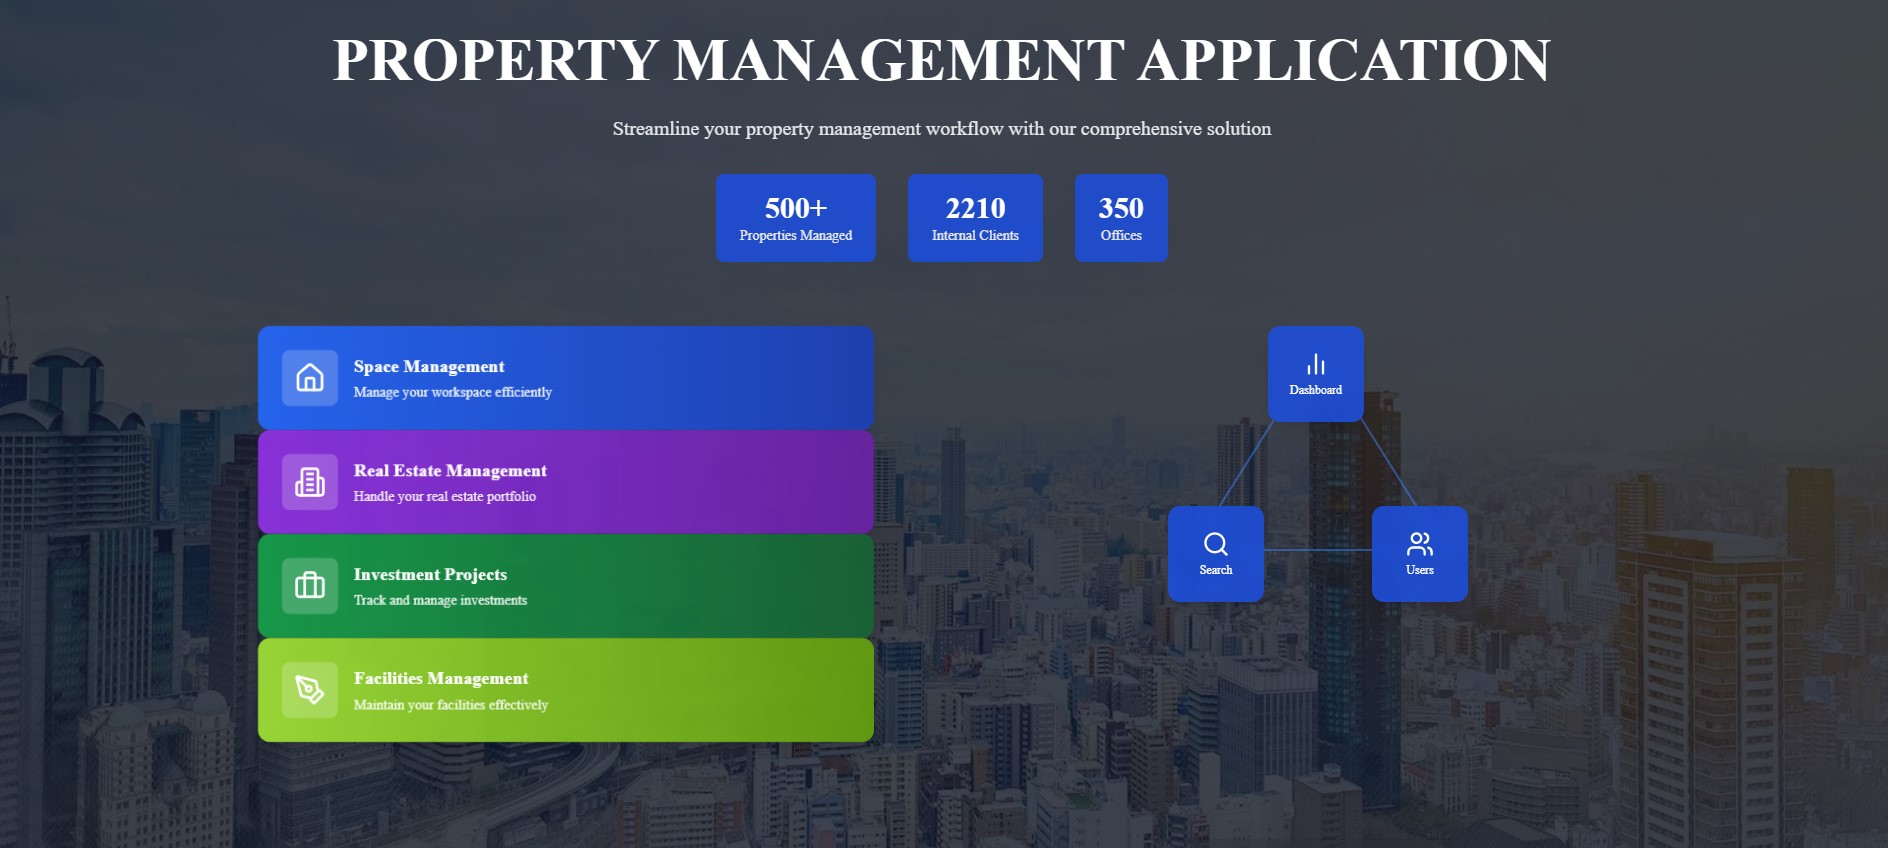 PROPERTY MANAGEMENT APPLICATION
Streamline your property management workflow with our comprehensive solution
500+
Properties Managed
2210
Internal Clients
350
Offices
Space Management
Manage your workspace efficiently
Real Estate Management
Handle your real estate portfolio
Investment Projects
Track and manage investments
Facilities Management
Maintain your facilities effectively
Dashboard
Search
Users